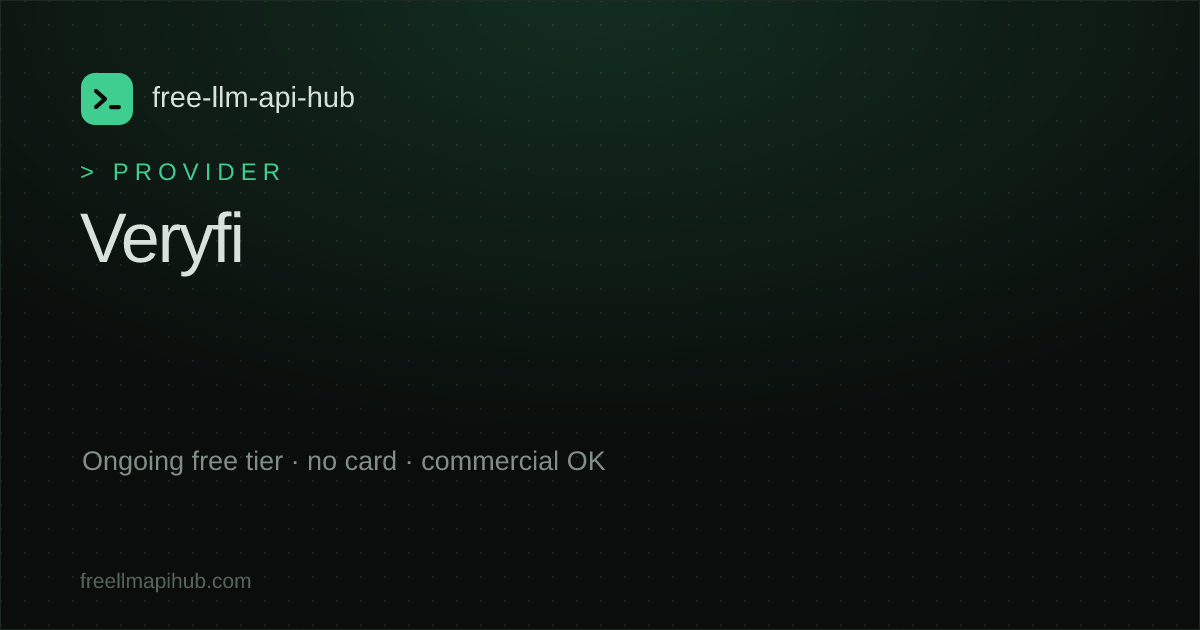 free-llm-api-hub
> PROVIDER
Veryfi
Ongoing free tier · no card · commercial OK
freellmapihub.com